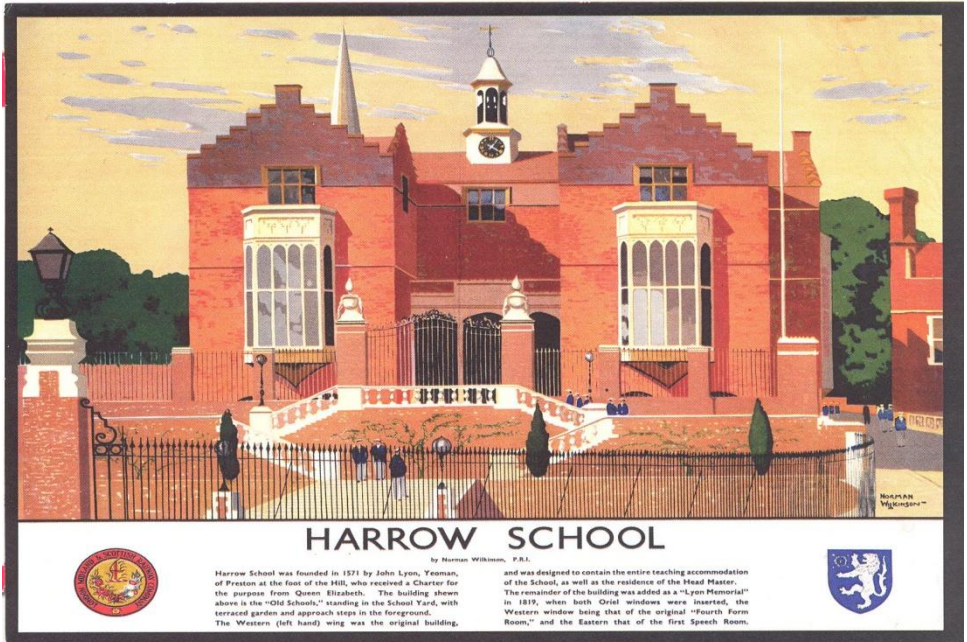 NORMAN
WILKINSON
HARROW SCHOOL
by Norman Wilkinson, P.R.I.
Harrow School was founded in 1571 by John Lyon, Yeoman,
of Preston at the foot of the Hill, who received a Charter for
the purpose from Queen Elizabeth. The building shewn
above is the "Old Schools," standing in the School Yard, with
terraced garden and approach steps in the foreground.
The Western (left hand) wing was the original building,
and was designed to contain the entire teaching accommodation
of the School, as well as the residence of the Head Master.
The remainder of the building was added as a "Lyon Memorial"
in 1819, when both Oriel windows were inserted, the
Western window being that of the original "Fourth Form
Room," and the Eastern that of the first Speech Room.
LONDON MIDLAND & SCOTTISH RAILWAY COMPANY